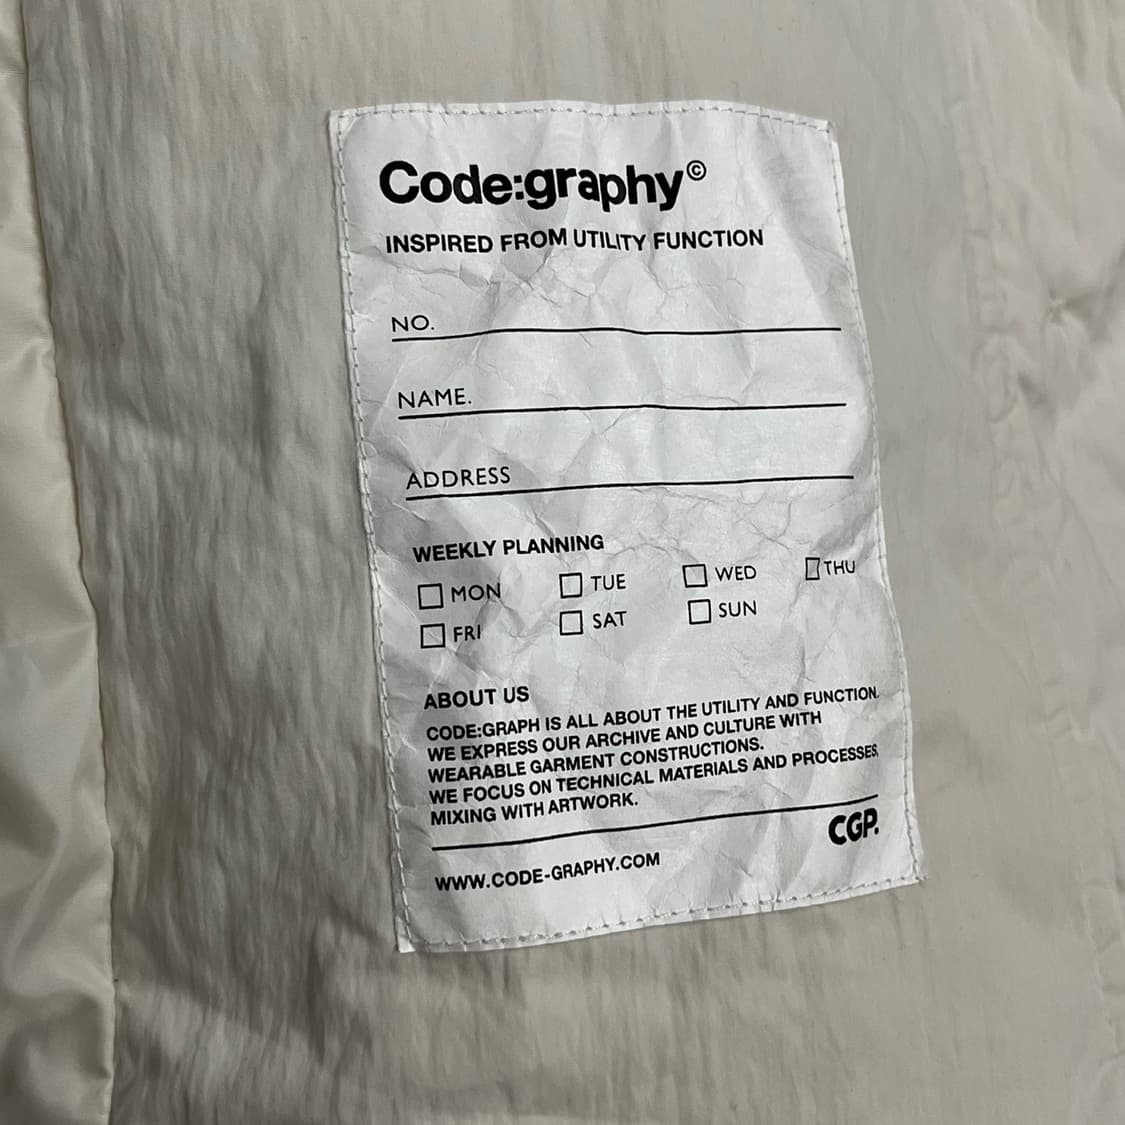 Code:graphy©
INSPIRED FROM UTILITY FUNCTION
NO.
NAME.
ADDRESS
WEEKLY PLANNING
MON TUE WED THU
FRI SAT SUN
ABOUT US
CODE:GRAPH IS ALL ABOUT THE UTILITY AND FUNCTION.
WE EXPRESS OUR ARCHIVE AND CULTURE WITH
WEARABLE GARMENT CONSTRUCTIONS.
WE FOCUS ON TECHNICAL MATERIALS AND PROCESSES,
MIXING WITH ARTWORK.
CGP.
WWW.CODE-GRAPHY.COM